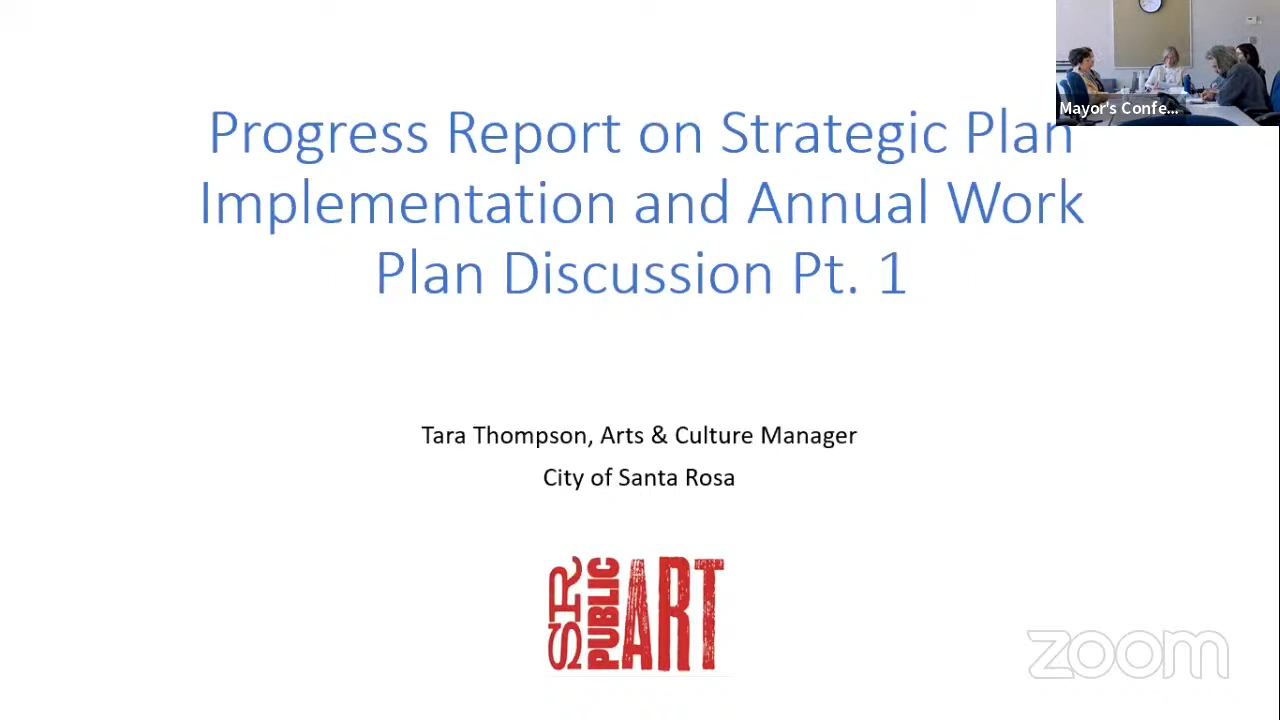 Mayor's Confe...
Progress Report on Strategic Plan
Implementation and Annual Work
Plan Discussion Pt. 1
Tara Thompson, Arts & Culture Manager
City of Santa Rosa
SR
PUBLIC
ART
zoom